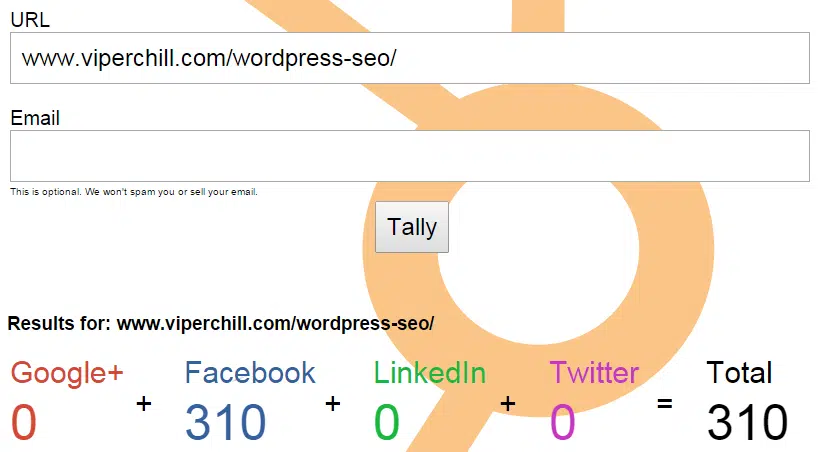 URL
www.viperchill.com/wordpress-seo/
Email
This is optional. We won't spam you or sell your email.
Tally
Results for: www.viperchill.com/wordpress-seo/
Google+ Facebook LinkedIn Twitter Total
0 + 310 + 0 + 0 = 310